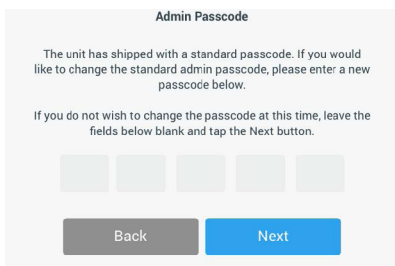 Admin Passcode
The unit has shipped with a standard passcode. If you would
like to change the standard admin passcode, please enter a new
passcode below.
If you do not wish to change the passcode at this time, leave the
fields below blank and tap the Next button.
Back
Next